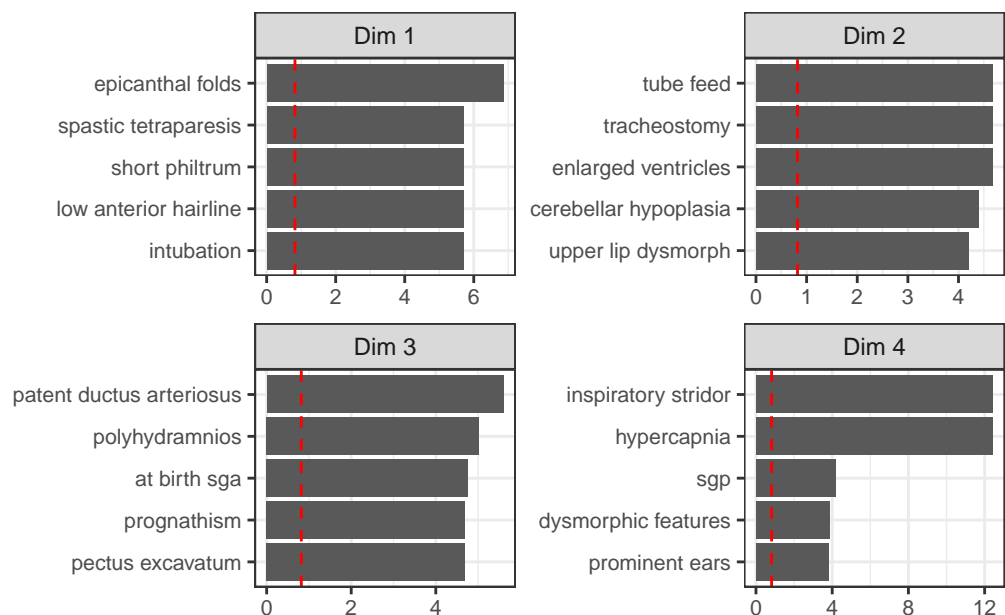 Dim 1
epicanthal folds
spastic tetraparesis
short philtrum
low anterior hairline
intubation
0 2 4 6
Dim 2
tube feed
tracheostomy
enlarged ventricles
cerebellar hypoplasia
upper lip dysmorph
0 1 2 3 4
Dim 3
patent ductus arteriosus
polyhydramnios
at birth sga
prognathism
pectus excavatum
0 2 4
Dim 4
inspiratory stridor
hypercapnia
sgp
dysmorphic features
prominent ears
0 4 8 12